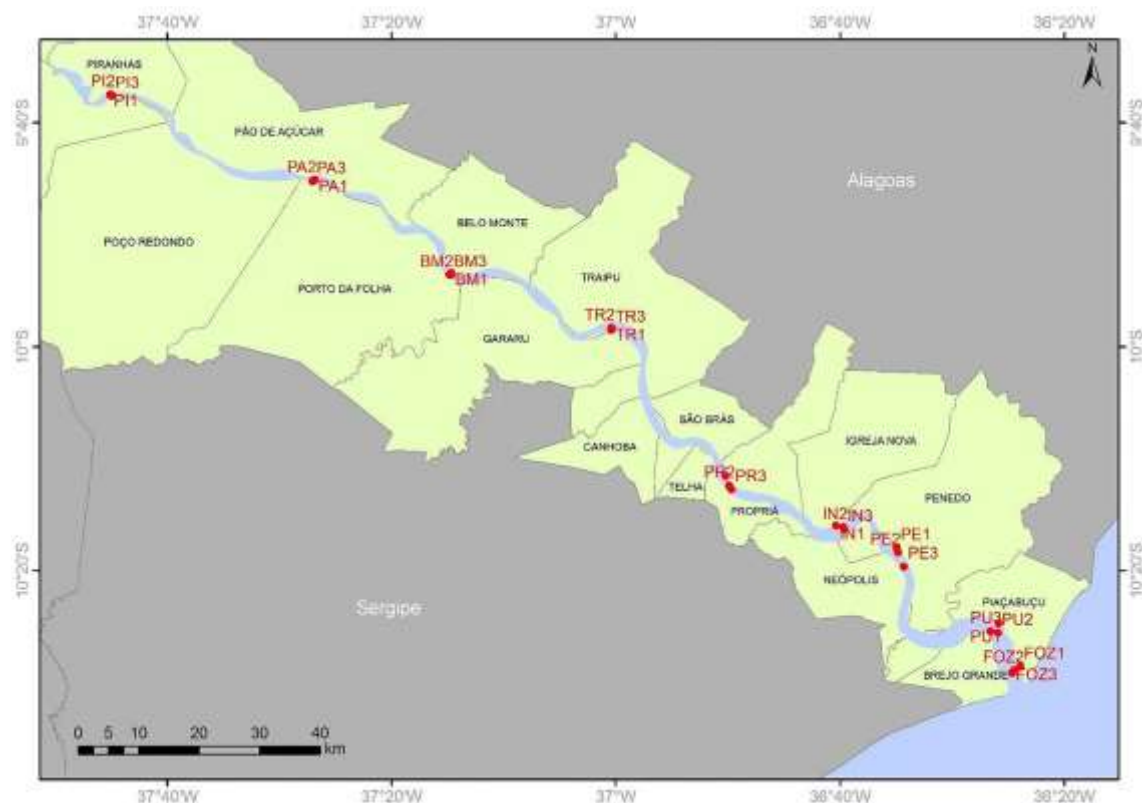 37°40'W 37°20'W 37°W 36°40'W 36°20'W
N
PIRANHAS
PI2PI3
PI1
9°40'S 9°40'S
PÃO DE AÇÚCAR
PA2PA3
PA1
Alagoas
BELO MONTE
POÇO REDONDO
BM2BM3
BM1
TRAIPU
PORTO DA FOLHA
TR2TR3
TR1
GARARU
10°S 10°S
SÃO BRÁS
CANHOBA
IGREJA NOVA
PR2 PR3
TELHA
PENEDO
PROPRIÁ
IN2IN3
IN1
PE2 PE1
PE3
10°20'S 10°20'S
NEÓPOLIS
Sergipe
PIAÇABUÇU
PU3PU2
PU1
FOZ2 FOZ1
BREJO GRANDE FOZ3
0 5 10 20 30 40
km
37°40'W 37°20'W 37°W 36°40'W 36°20'W